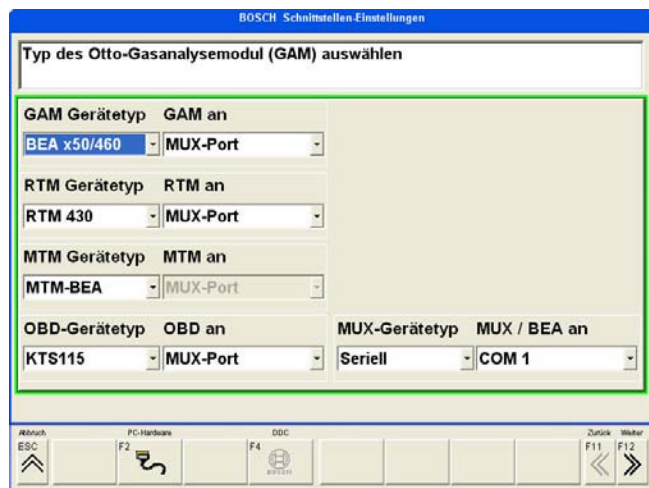 BOSCH Schnittstellen-Einstellungen
Typ des Otto-Gasanalysemodul (GAM) auswählen
GAM Gerätetyp GAM an
BEA x50/460 MUX-Port
RTM Gerätetyp RTM an
RTM 430 MUX-Port
MTM Gerätetyp MTM an
MTM-BEA MUX-Port
OBD-Gerätetyp OBD an MUX-Gerätetyp MUX / BEA an
KTS115 MUX-Port Seriell COM 1
Abbruch PC-Hardware DDC Zurück Weiter
ESC F2 F4 F11 F12
BOSCH